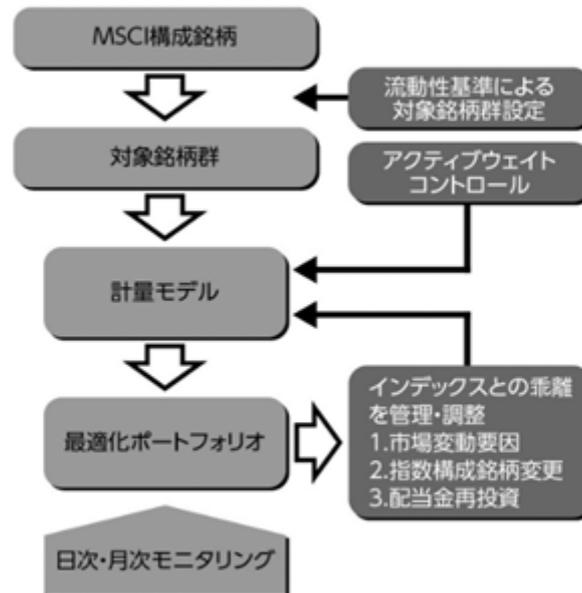 MSCI構成銘柄
流動性基準による
対象銘柄群設定
対象銘柄群
アクティブウェイト
コントロール
計量モデル
最適化ポートフォリオ
インデックスとの乖離
を管理・調整
1.市場変動要因
2.指数構成銘柄変更
3.配当金再投資
日次・月次モニタリング